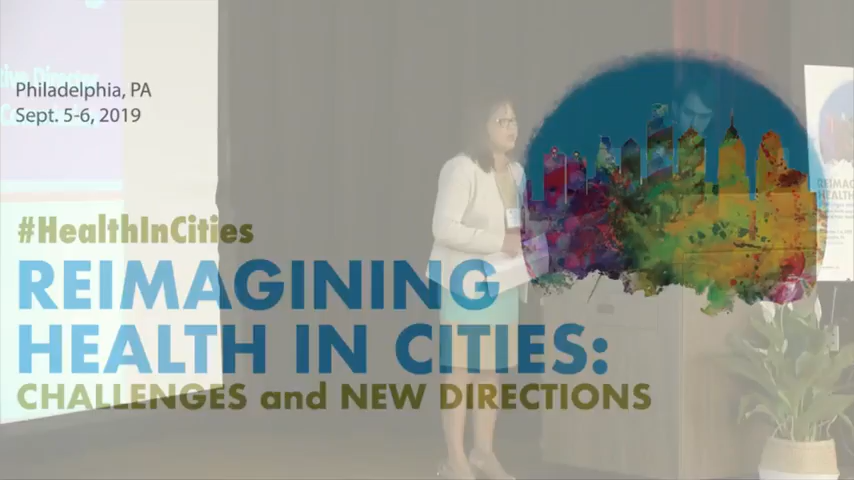 Philadelphia, PA
Sept. 5-6, 2019
#HealthInCities
REIMAGINING
HEALTH IN CITIES:
CHALLENGES and NEW DIRECTIONS